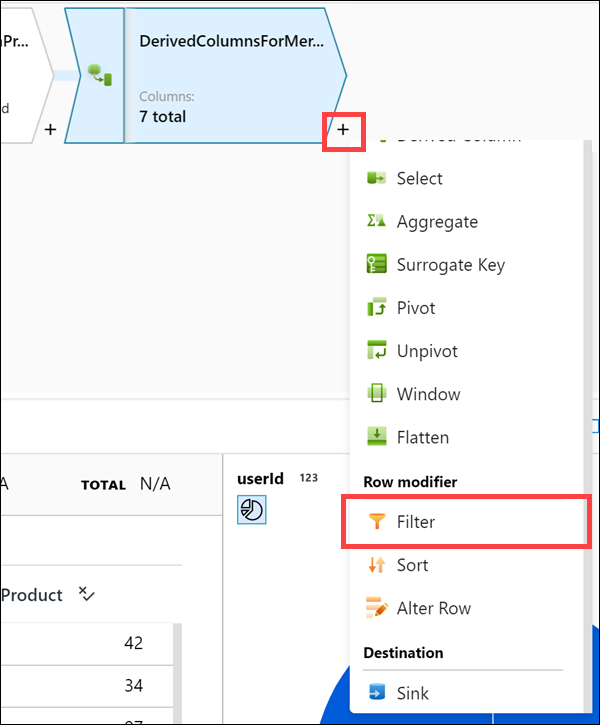 Pr...
DerivedColumnsForMer...
Columns:
7 total
d
+
+
Derived Column
Select
Aggregate
Surrogate Key
Pivot
Unpivot
Window
Flatten
Row modifier
Filter
Sort
Alter Row
Destination
Sink
A
TOTAL N/A
userId 123
Product
42
34